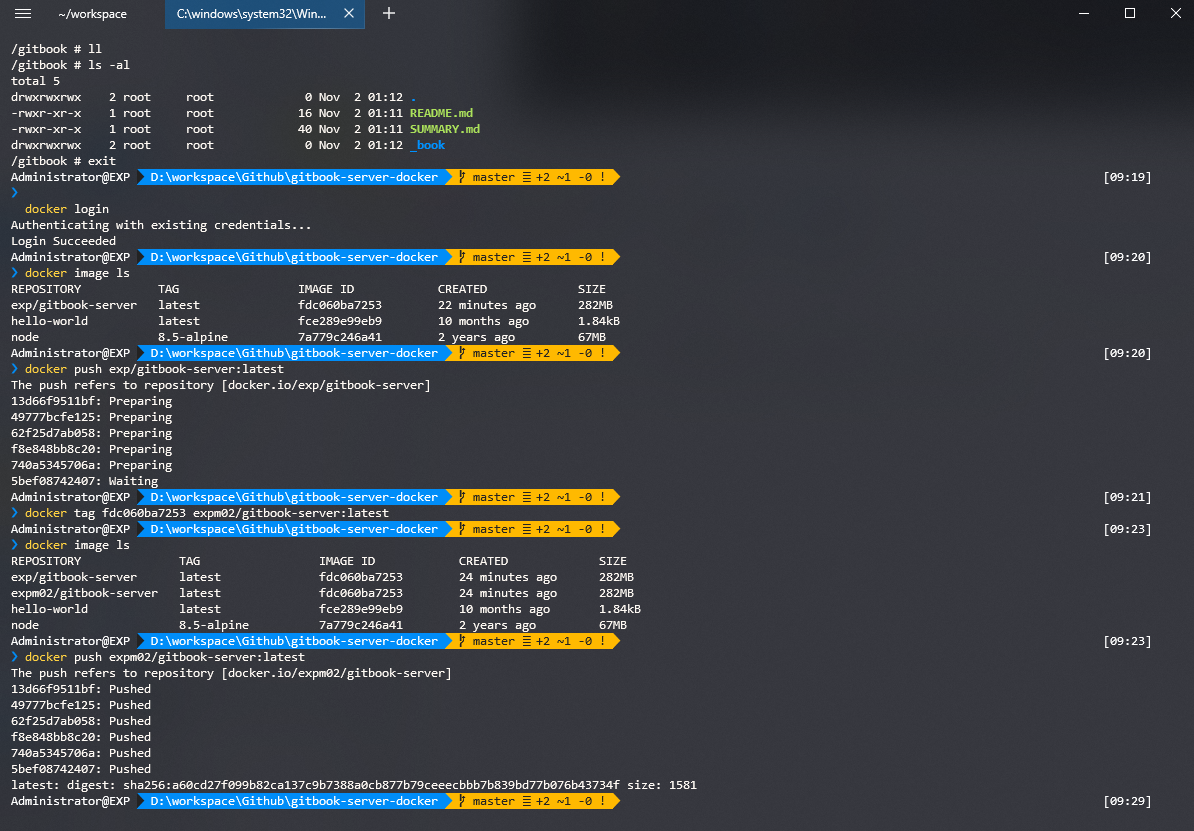 ~/workspace C:\windows\system32\Win...
/gitbook # ll
/gitbook # ls -al
total 5
drwxrwxrwx 2 root root 0 Nov 2 01:12 .
-rwxr-xr-x 1 root root 16 Nov 2 01:11 README.md
-rwxr-xr-x 1 root root 40 Nov 2 01:11 SUMMARY.md
drwxrwxrwx 2 root root 0 Nov 2 01:12 _book
/gitbook # exit
Administrator@EXP D:\workspace\Github\gitbook-server-docker master ≡ +2 ~1 -0 ! [09:19]
❯
docker login
Authenticating with existing credentials...
Login Succeeded
Administrator@EXP D:\workspace\Github\gitbook-server-docker master ≡ +2 ~1 -0 ! [09:20]
❯ docker image ls
REPOSITORY TAG IMAGE ID CREATED SIZE
exp/gitbook-server latest fdc060ba7253 22 minutes ago 282MB
hello-world latest fce289e99eb9 10 months ago 1.84kB
node 8.5-alpine 7a779c246a41 2 years ago 67MB
Administrator@EXP D:\workspace\Github\gitbook-server-docker master ≡ +2 ~1 -0 ! [09:20]
❯ docker push exp/gitbook-server:latest
The push refers to repository [docker.io/exp/gitbook-server]
13d66f9511bf: Preparing
49777bcfe125: Preparing
62f25d7ab058: Preparing
f8e848bb8c20: Preparing
740a5345706a: Preparing
5bef08742407: Waiting
Administrator@EXP D:\workspace\Github\gitbook-server-docker master ≡ +2 ~1 -0 ! [09:21]
❯ docker tag fdc060ba7253 expm02/gitbook-server:latest
Administrator@EXP D:\workspace\Github\gitbook-server-docker master ≡ +2 ~1 -0 ! [09:23]
❯ docker image ls
REPOSITORY TAG IMAGE ID CREATED SIZE
exp/gitbook-server latest fdc060ba7253 24 minutes ago 282MB
expm02/gitbook-server latest fdc060ba7253 24 minutes ago 282MB
hello-world latest fce289e99eb9 10 months ago 1.84kB
node 8.5-alpine 7a779c246a41 2 years ago 67MB
Administrator@EXP D:\workspace\Github\gitbook-server-docker master ≡ +2 ~1 -0 ! [09:23]
❯ docker push expm02/gitbook-server:latest
The push refers to repository [docker.io/expm02/gitbook-server]
13d66f9511bf: Pushed
49777bcfe125: Pushed
62f25d7ab058: Pushed
f8e848bb8c20: Pushed
740a5345706a: Pushed
5bef08742407: Pushed
latest: digest: sha256:a60cd27f099b82ca137c9b7388a0cb877b79ceeecbbb7b839bd77b076b43734f size: 1581
Administrator@EXP D:\workspace\Github\gitbook-server-docker master ≡ +2 ~1 -0 ! [09:29]